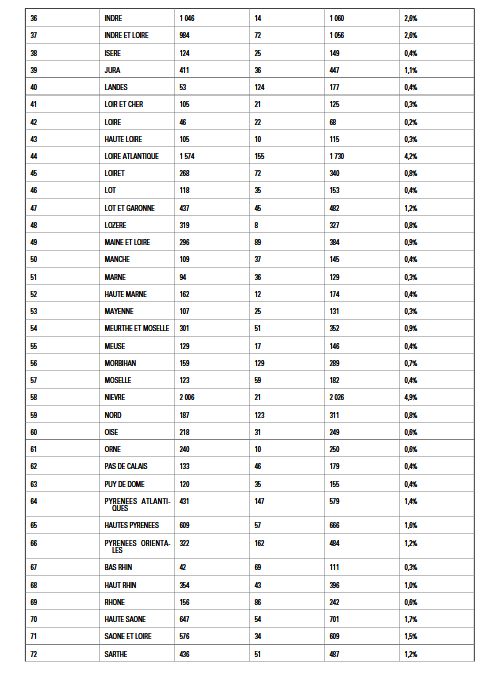 36 INDRE 1 046 14 1 060 2,6%
37 INDRE ET LOIRE 984 72 1 056 2,6%
38 ISERE 124 25 149 0,4%
39 JURA 411 36 447 1,1%
40 LANDES 53 124 177 0,4%
41 LOIR ET CHER 105 21 125 0,3%
42 LOIRE 46 22 68 0,2%
43 HAUTE LOIRE 105 10 115 0,3%
44 LOIRE ATLANTIQUE 1 574 155 1 730 4,2%
45 LOIRET 268 72 340 0,8%
46 LOT 118 35 153 0,4%
47 LOT ET GARONNE 437 45 482 1,2%
48 LOZERE 319 8 327 0,8%
49 MAINE ET LOIRE 296 89 384 0,9%
50 MANCHE 109 37 145 0,4%
51 MARNE 94 36 129 0,3%
52 HAUTE MARNE 162 12 174 0,4%
53 MAYENNE 107 25 131 0,3%
54 MEURTHE ET MOSELLE 301 51 352 0,9%
55 MEUSE 129 17 146 0,4%
56 MORBIHAN 159 129 289 0,7%
57 MOSELLE 123 59 182 0,4%
58 NIEVRE 2 006 21 2 026 4,9%
59 NORD 187 123 311 0,8%
60 OISE 218 31 249 0,6%
61 ORNE 240 10 250 0,6%
62 PAS DE CALAIS 133 46 179 0,4%
63 PUY DE DOME 120 35 155 0,4%
64 PYRENEES ATLANTI- 431 147 579 1,4%
QUES
65 HAUTES PYRENEES 609 57 666 1,6%
66 PYRENEES ORIENTA- 322 162 484 1,2%
LES
67 BAS RHIN 42 69 111 0,3%
68 HAUT RHIN 354 43 396 1,0%
69 RHONE 156 86 242 0,6%
70 HAUTE SAONE 647 54 701 1,7%
71 SAONE ET LOIRE 576 34 609 1,5%
72 SARTHE 436 51 487 1,2%